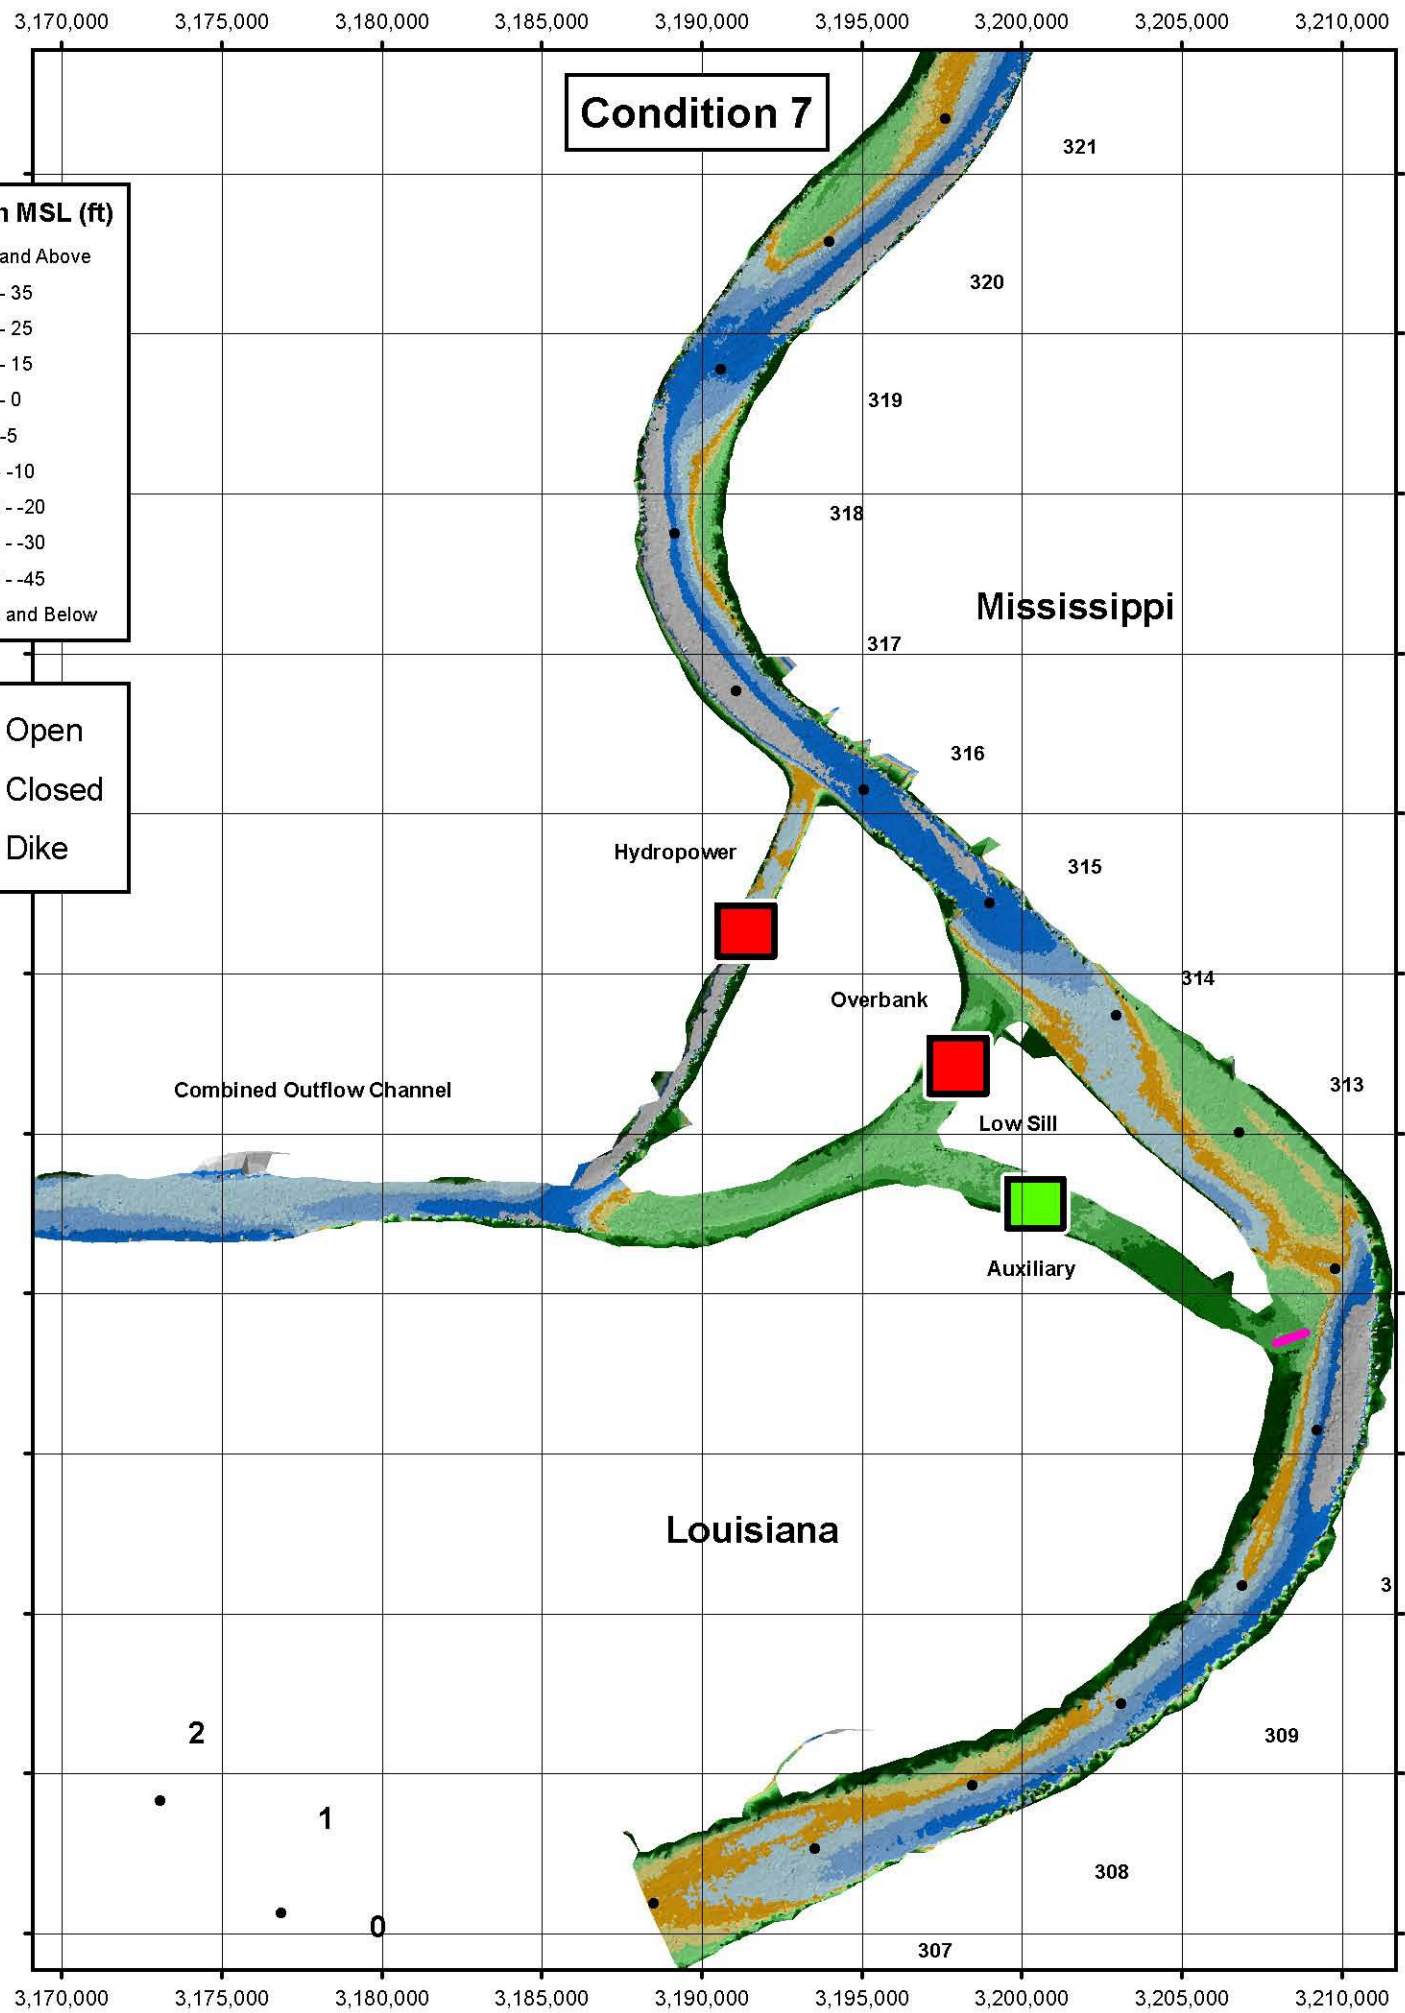 3,170,000 3,175,000 3,180,000 3,185,000 3,190,000 3,195,000 3,200,000 3,205,000 3,210,000
Condition 7
321
n MSL (ft)
and Above
- 35
- 25
- 15
- 0
-5
-10
- -20
- -30
- -45
and Below
320
319
318
Mississippi
317
Open
Closed
Dike
316
Hydropower
315
314
Overbank
Combined Outflow Channel
313
Low Sill
Auxiliary
Louisiana
3
2
309
1
308
0
307
3,170,000 3,175,000 3,180,000 3,185,000 3,190,000 3,195,000 3,200,000 3,205,000 3,210,000